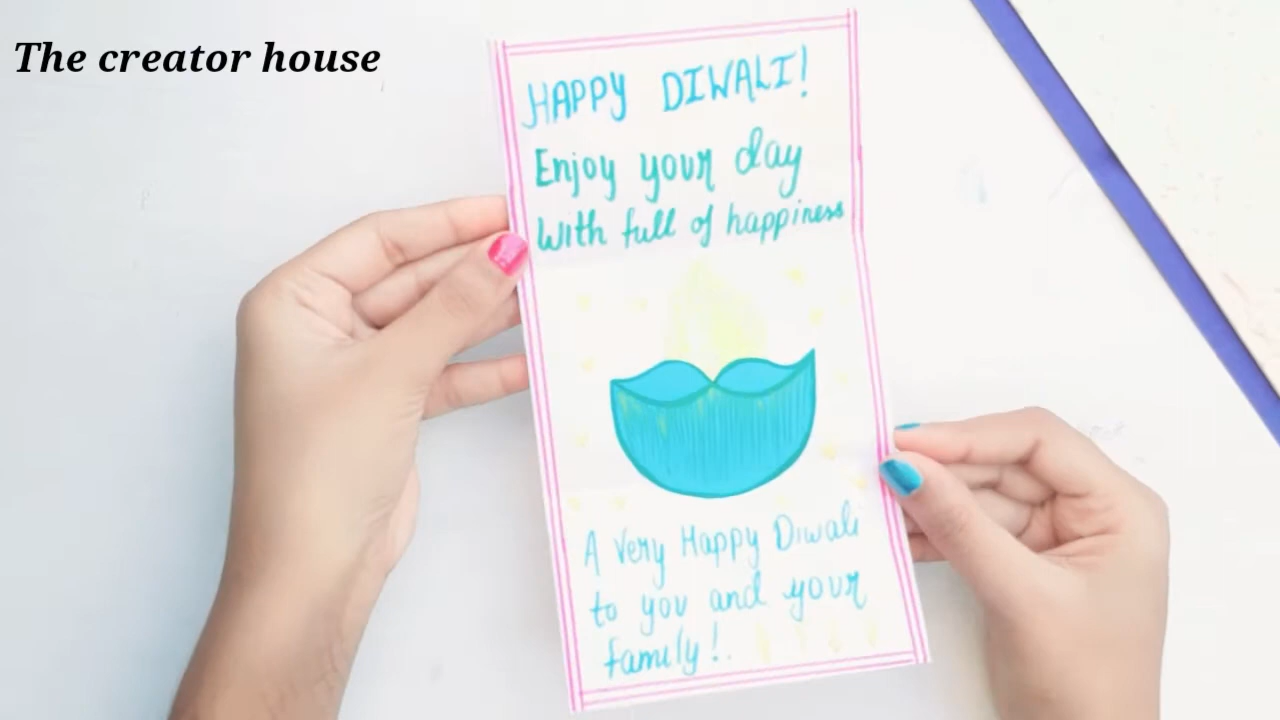 The creator house
HAPPY DIWALI!
Enjoy your day
With full of happiness
A Very Happy Diwali
to you and your
family!.